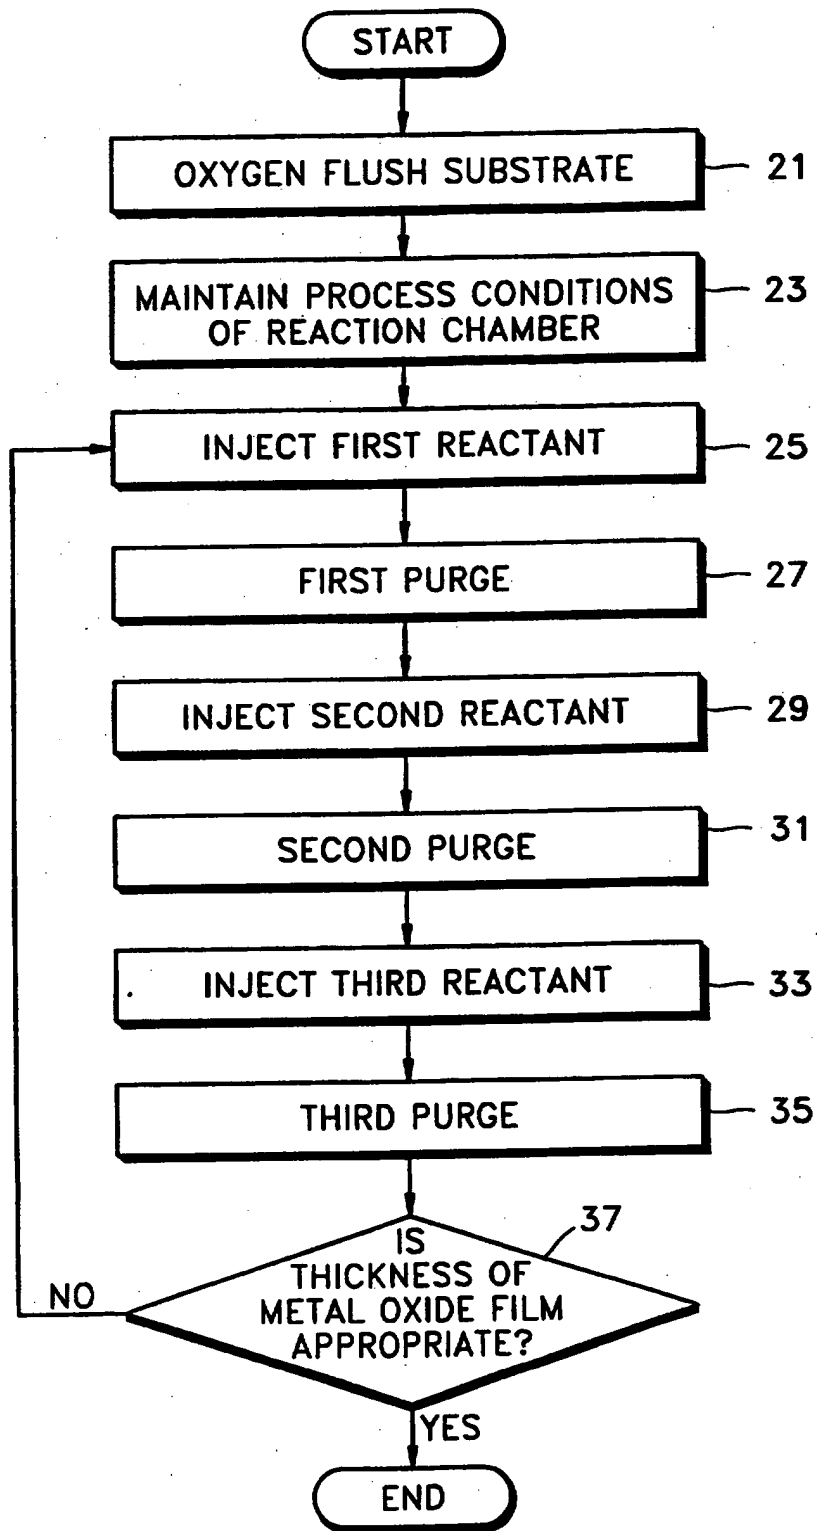 START
OXYGEN FLUSH SUBSTRATE
21
MAINTAIN PROCESS CONDITIONS
OF REACTION CHAMBER
23
INJECT FIRST REACTANT
25
FIRST PURGE
27
INJECT SECOND REACTANT
29
SECOND PURGE
31
INJECT THIRD REACTANT
33
THIRD PURGE
35
37
IS
THICKNESS OF
METAL OXIDE FILM
APPROPRIATE?
NO
YES
END